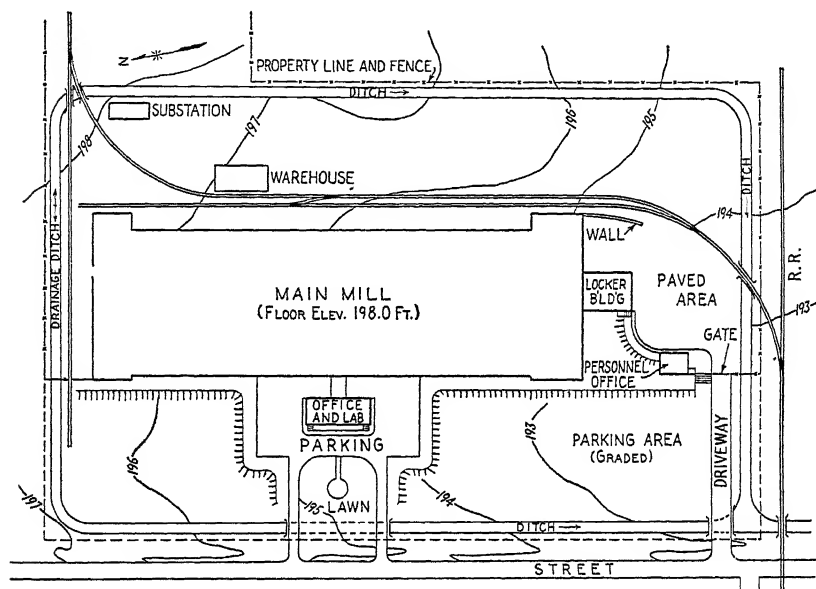 N
PROPERTY LINE AND FENCE
DITCH
SUBSTATION
197
196
195
198
WAREHOUSE
DITCH
194
WALL
R.R.
DRAINAGE DITCH
MAIN MILL
(FLOOR ELEV. 198.0 FT.)
LOCKER
B'LD'G
PAVED
AREA
193
GATE
PERSONNEL
OFFICE
OFFICE
AND LAB
PARKING
193
PARKING AREA
(GRADED)
DRIVEWAY
196
197
195
194
LAWN
DITCH
STREET